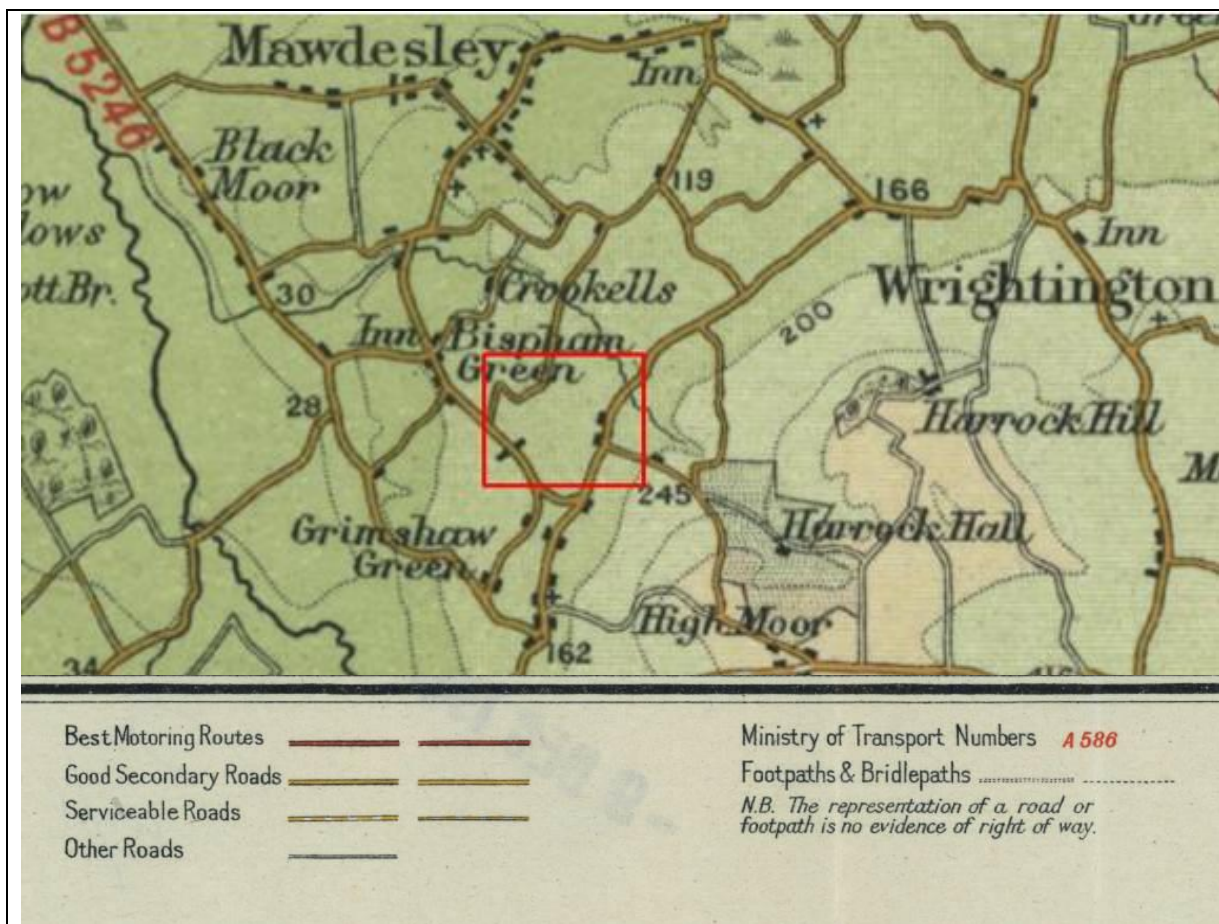 B 5246
Mawdesley
Inn
Black
Moor
119
166
Inn
ow
lows
ott Br.
30
Crookells
Wrightington
200
Inn
Bispham
Green
28
Harrock Hill
M
245
Grimshaw
Green
Harrock Hall
High Moor
162
34
Best Motoring Routes
Good Secondary Roads
Serviceable Roads
Other Roads
Ministry of Transport Numbers A 586
Footpaths & Bridlepaths
N.B. The representation of a road or
footpath is no evidence of right of way.